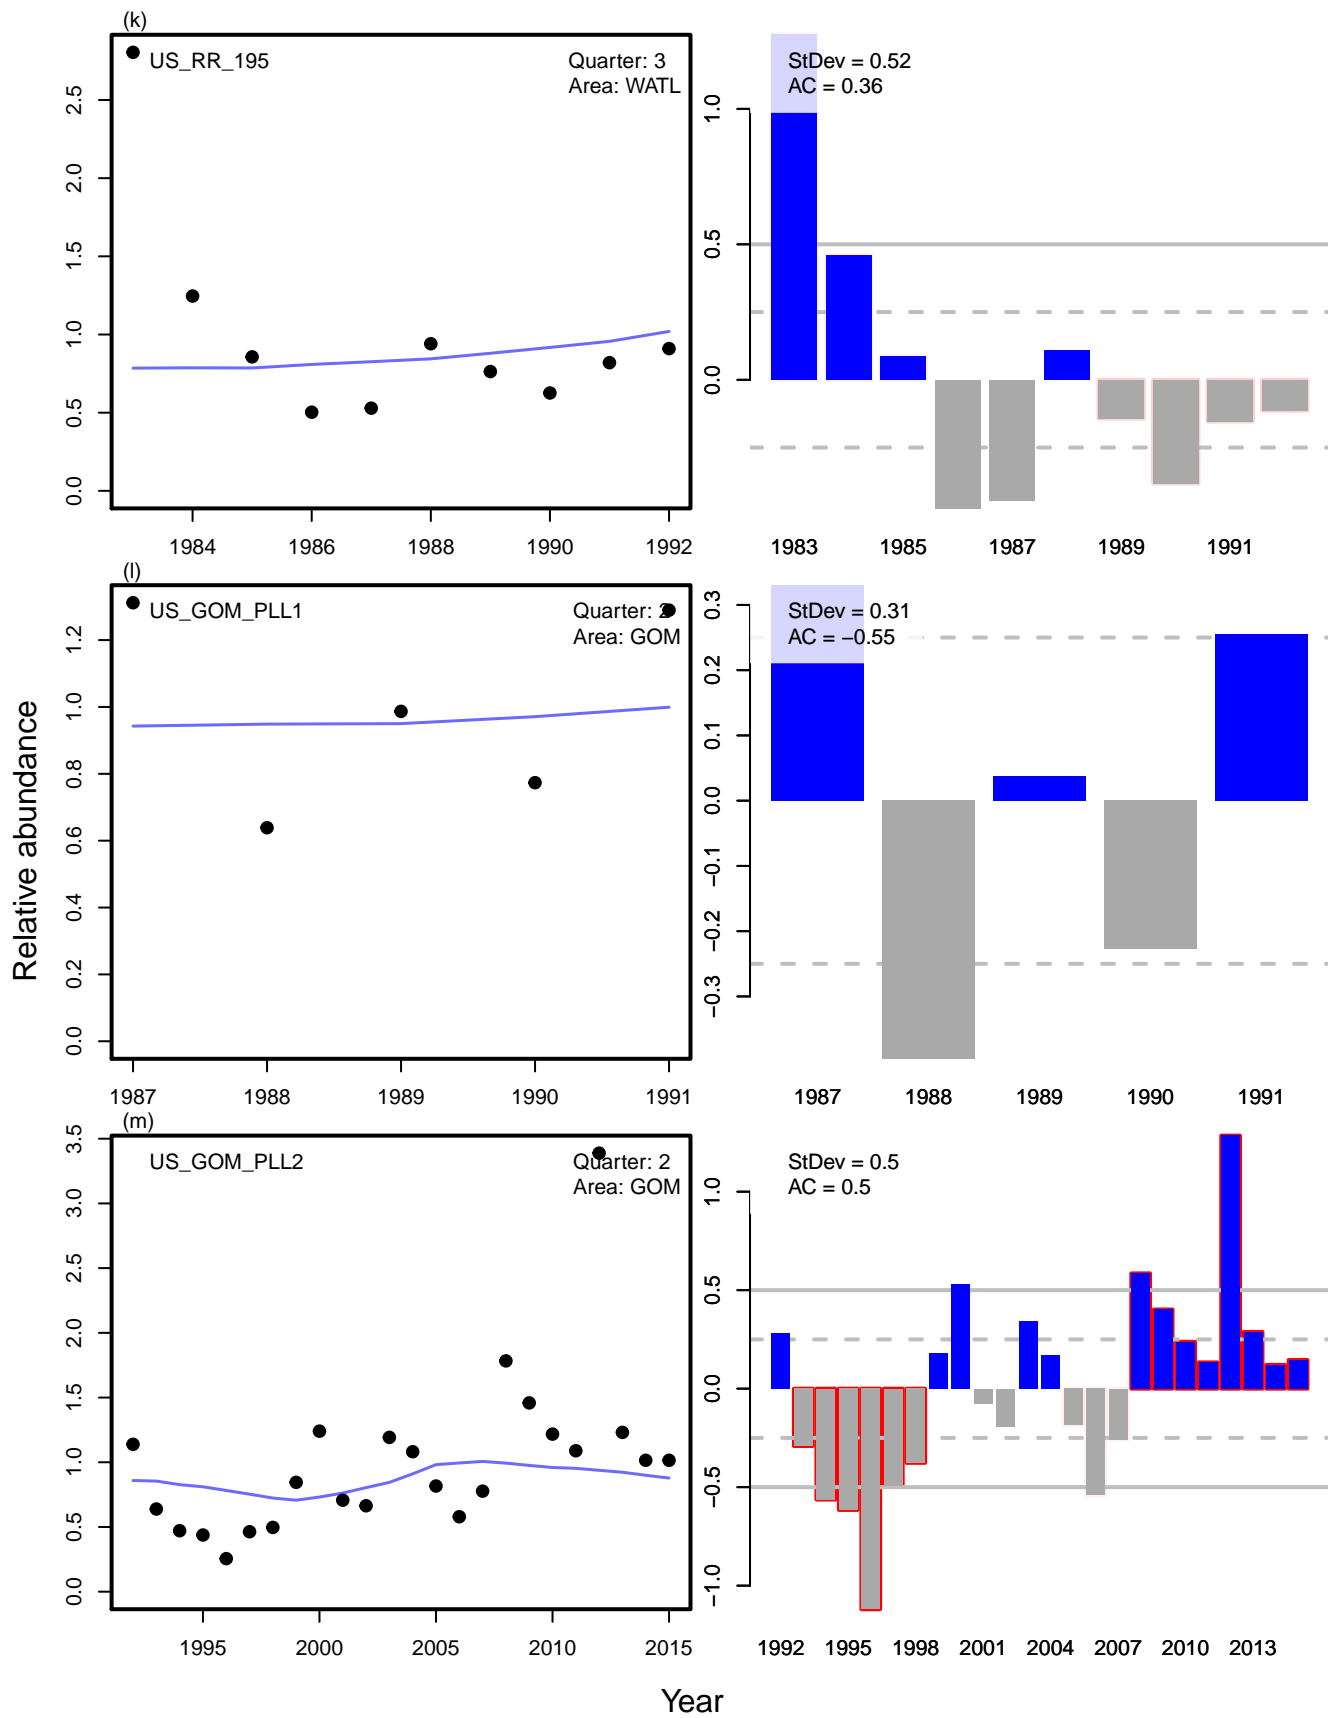 (k)
US_RR_195
Quarter: 3
Area: WATL
StDev = 0.52
AC = 0.36
2.5
2.0
1.5
1.0
0.5
0.0
1984 1986 1988 1990 1992
1.0
0.5
0.0
1983 1985 1987 1989 1991
(l)
US_GOM_PLL1
Quarter: 2
Area: GOM
StDev = 0.31
AC = −0.55
1.2
1.0
0.8
0.6
0.4
0.2
0.0
1987 1988 1989 1990 1991
0.3
0.2
0.1
0.0
−0.1
−0.2
−0.3
1987 1988 1989 1990 1991
(m)
US_GOM_PLL2
Quarter: 2
Area: GOM
StDev = 0.5
AC = 0.5
3.5
3.0
2.5
2.0
1.5
1.0
0.5
0.0
1995 2000 2005 2010 2015
1.0
0.5
0.0
−0.5
−1.0
1992 1995 1998 2001 2004 2007 2010 2013
Relative abundance
Year